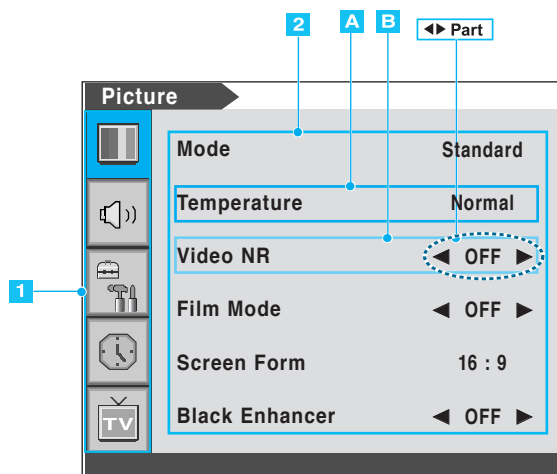 2 A B ◀▶ Part
Picture
Mode Standard
Temperature Normal
Video NR ◀ OFF ▶
1
Film Mode ◀ OFF ▶
Screen Form 16 : 9
TV
Black Enhancer ◀ OFF ▶